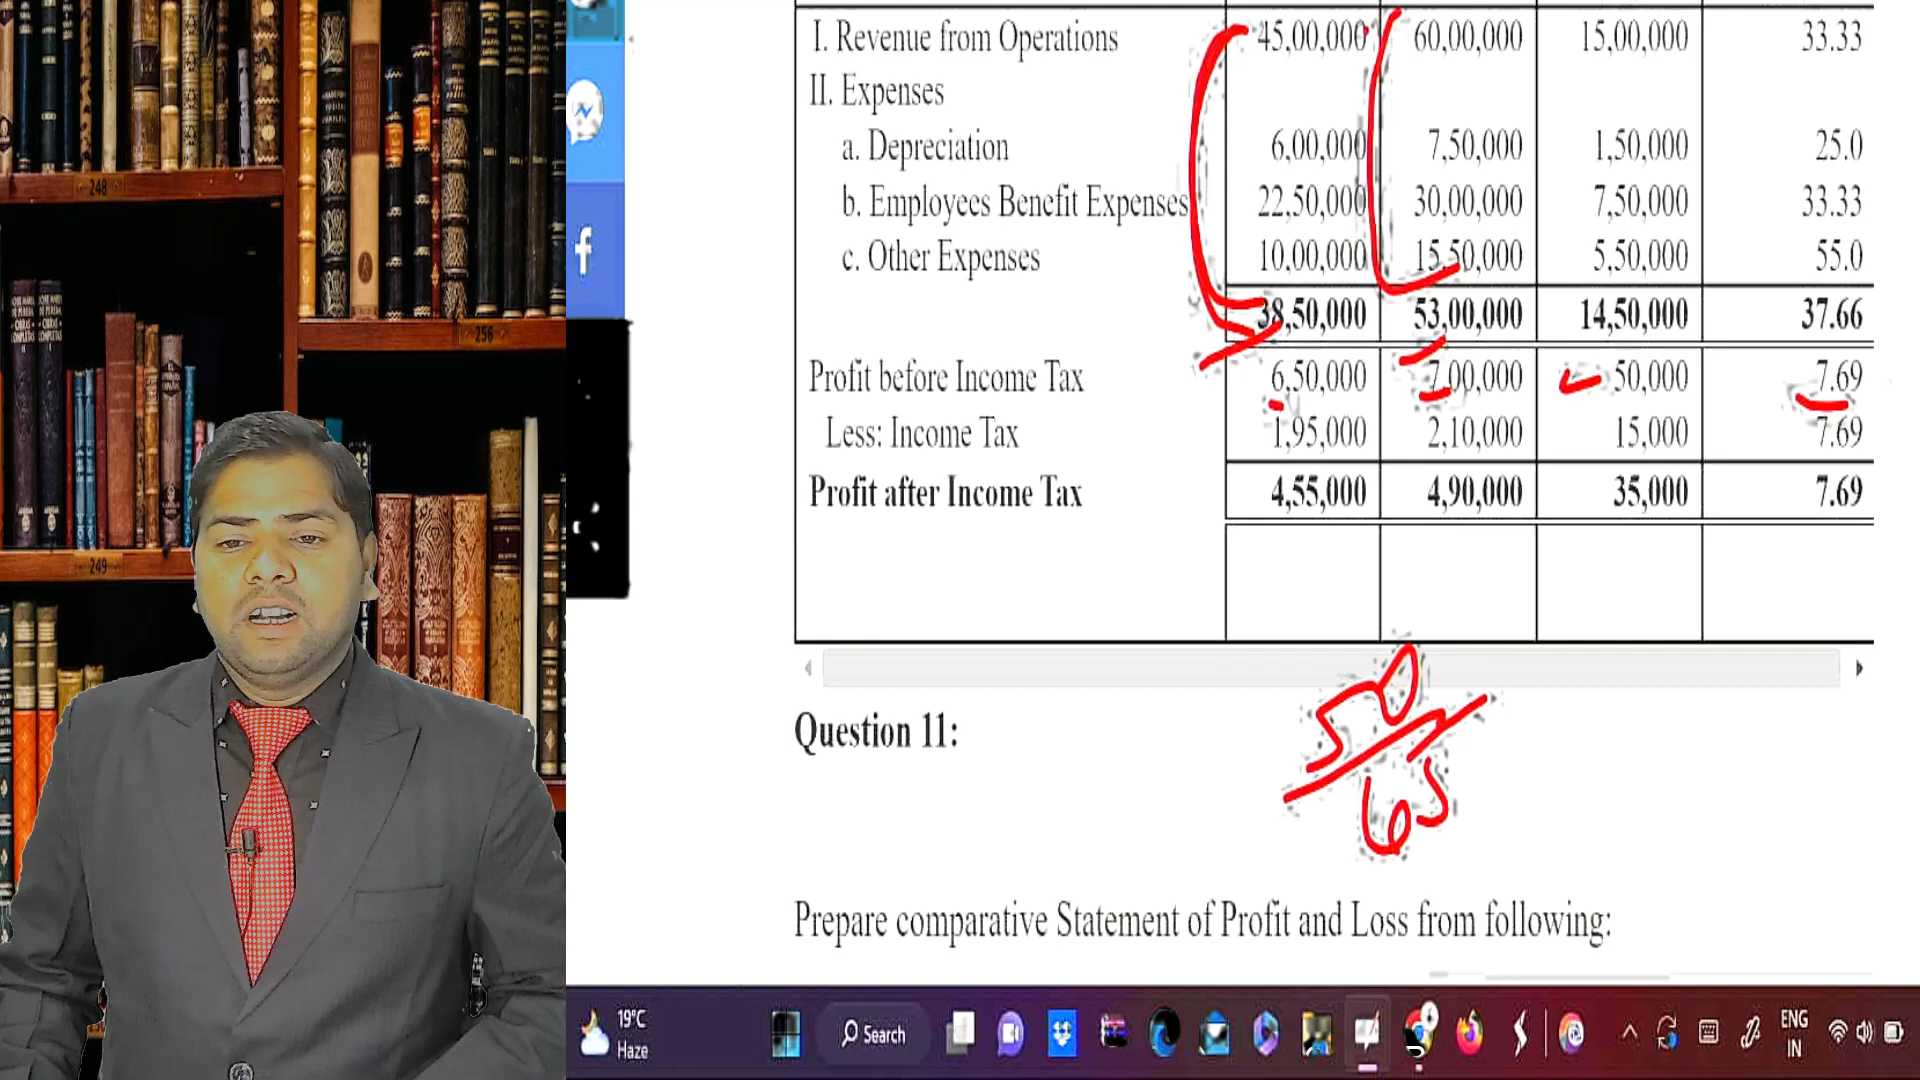 I. Revenue from Operations 45,00,000 60,00,000 15,00,000 33.33
II. Expenses
a. Depreciation 6,00,000 7,50,000 1,50,000 25.0
b. Employees Benefit Expenses 22,50,000 30,00,000 7,50,000 33.33
c. Other Expenses 10,00,000 15,50,000 5,50,000 55.0
38,50,000 53,00,000 14,50,000 37.66
Profit before Income Tax 6,50,000 7,00,000 50,000 7.69
Less: Income Tax 1,95,000 2,10,000 15,000 7.69
Profit after Income Tax 4,55,000 4,90,000 35,000 7.69
50
65
Question 11:
Prepare comparative Statement of Profit and Loss from following:
248
256
249
19°C
Haze
Search
ENG
IN